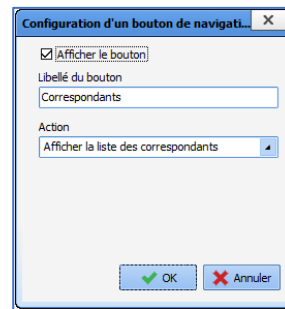 Configuration d'un bouton de navigati...
Afficher le bouton
Libellé du bouton
Correspondants
Action
Afficher la liste des correspondants
OK
Annuler